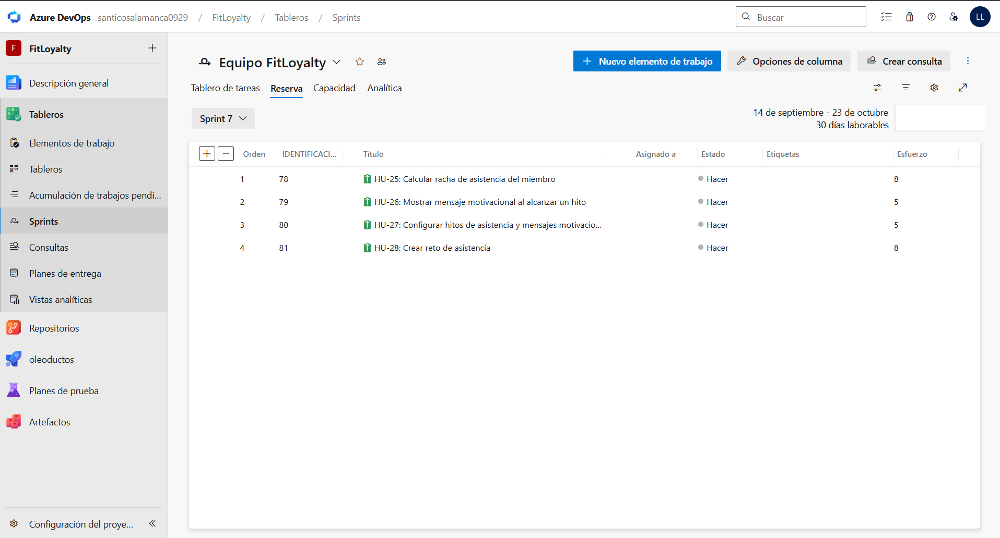 Azure DevOps santicosalamanca0929 / FitLoyalty / Tableros / Sprints
Buscar
LL
F FitLoyalty
Descripción general
Tableros
Elementos de trabajo
Tableros
Acumulación de trabajos pendi...
Sprints
Consultas
Planes de entrega
Vistas analíticas
Repositorios
oleoductos
Planes de prueba
Artefactos
Configuración del proye...
Equipo FitLoyalty
Nuevo elemento de trabajo
Opciones de columna
Crear consulta
Tablero de tareas Reserva Capacidad Analítica
Sprint 7
14 de septiembre - 23 de octubre
30 días laborables
Orden IDENTIFICACI... Título Asignado a Estado Etiquetas Esfuerzo
1 78 HU-25: Calcular racha de asistencia del miembro Hacer 8
2 79 HU-26: Mostrar mensaje motivacional al alcanzar un hito Hacer 5
3 80 HU-27: Configurar hitos de asistencia y mensajes motivacio... Hacer 5
4 81 HU-28: Crear reto de asistencia Hacer 8